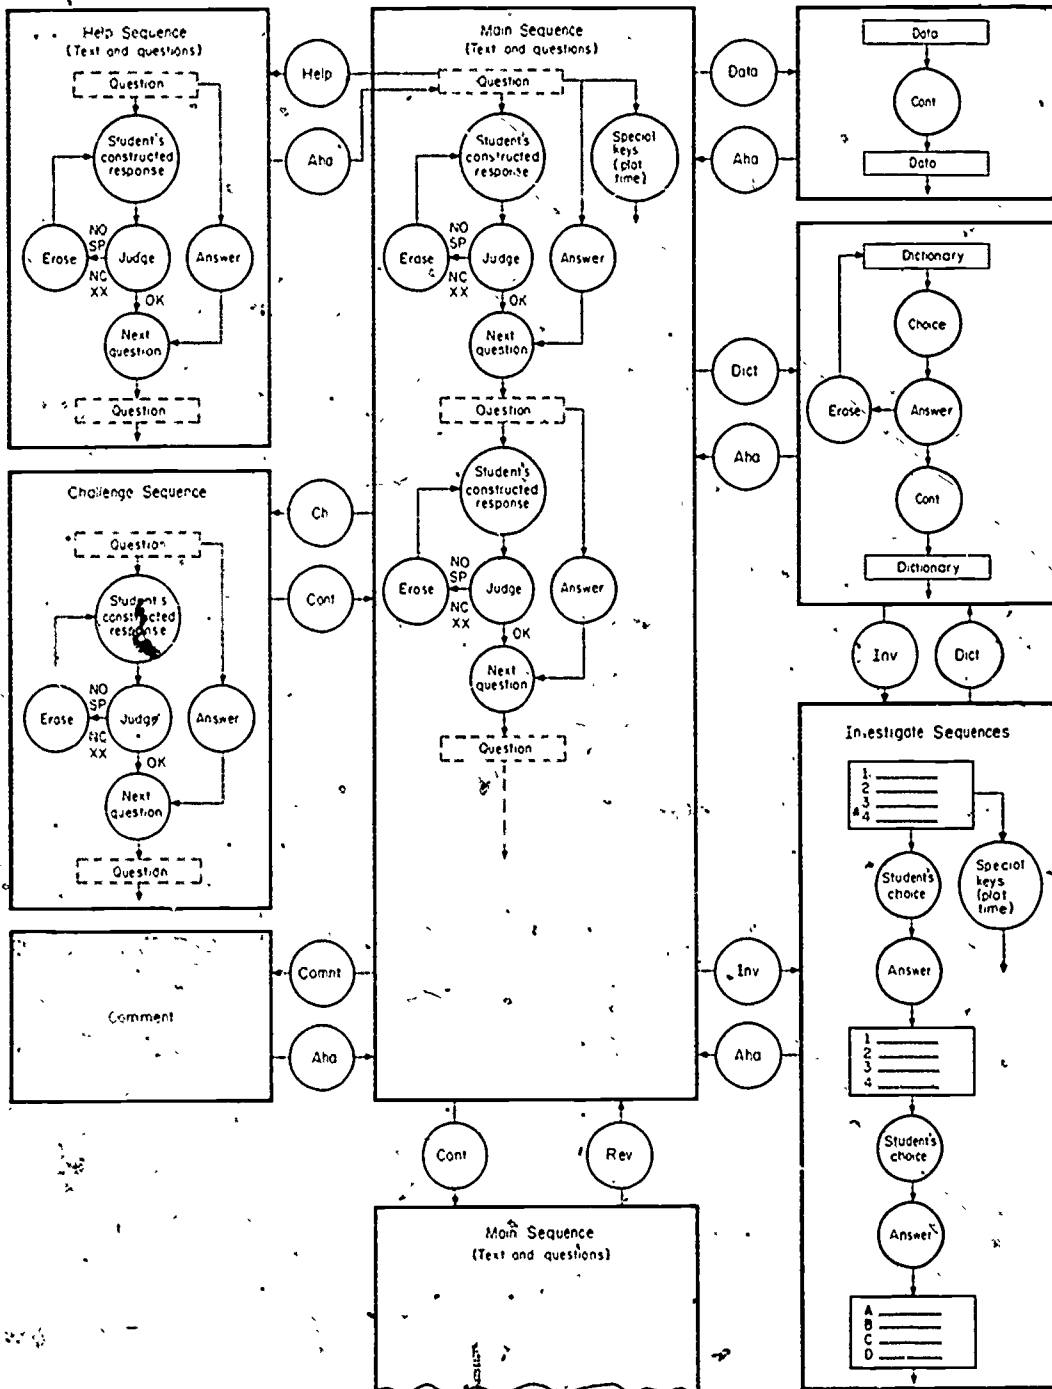 Help Sequence
(Text and questions)
Question
Student's
constructed
response
NO
SP
Erase
Judge
Answer
NC
XX
OK
Next
question
Question
Help
Aha
Main Sequence
(Text and questions)
Question
Student's
constructed
response
Special
keys
(plot
time)
NO
SP
Erase
Judge
Answer
NC
XX
OK
Next
question
Question
Student's
constructed
response
NO
SP
Erase
Judge
Answer
NC
XX
OK
Next
question
Question
Data
Aha
Data
Cont
Data
Dict
Aha
Dictionary
Choice
Erase
Answer
Cont
Dictionary
Challenge Sequence
Question
Student's
constructed
response
NO
SP
Erase
Judge
Answer
NC
XX
OK
Next
question
Question
Ch
Cont
Inv
Dict
Investigate Sequences
1
2
3
4
Student's
choice
Special
keys
(plot
time)
Answer
1
2
3
4
Student's
choice
Answer
A
B
C
D
Comment
Comnt
Aha
Inv
Aha
Cont
Rev
Main Sequence
(Text and questions)